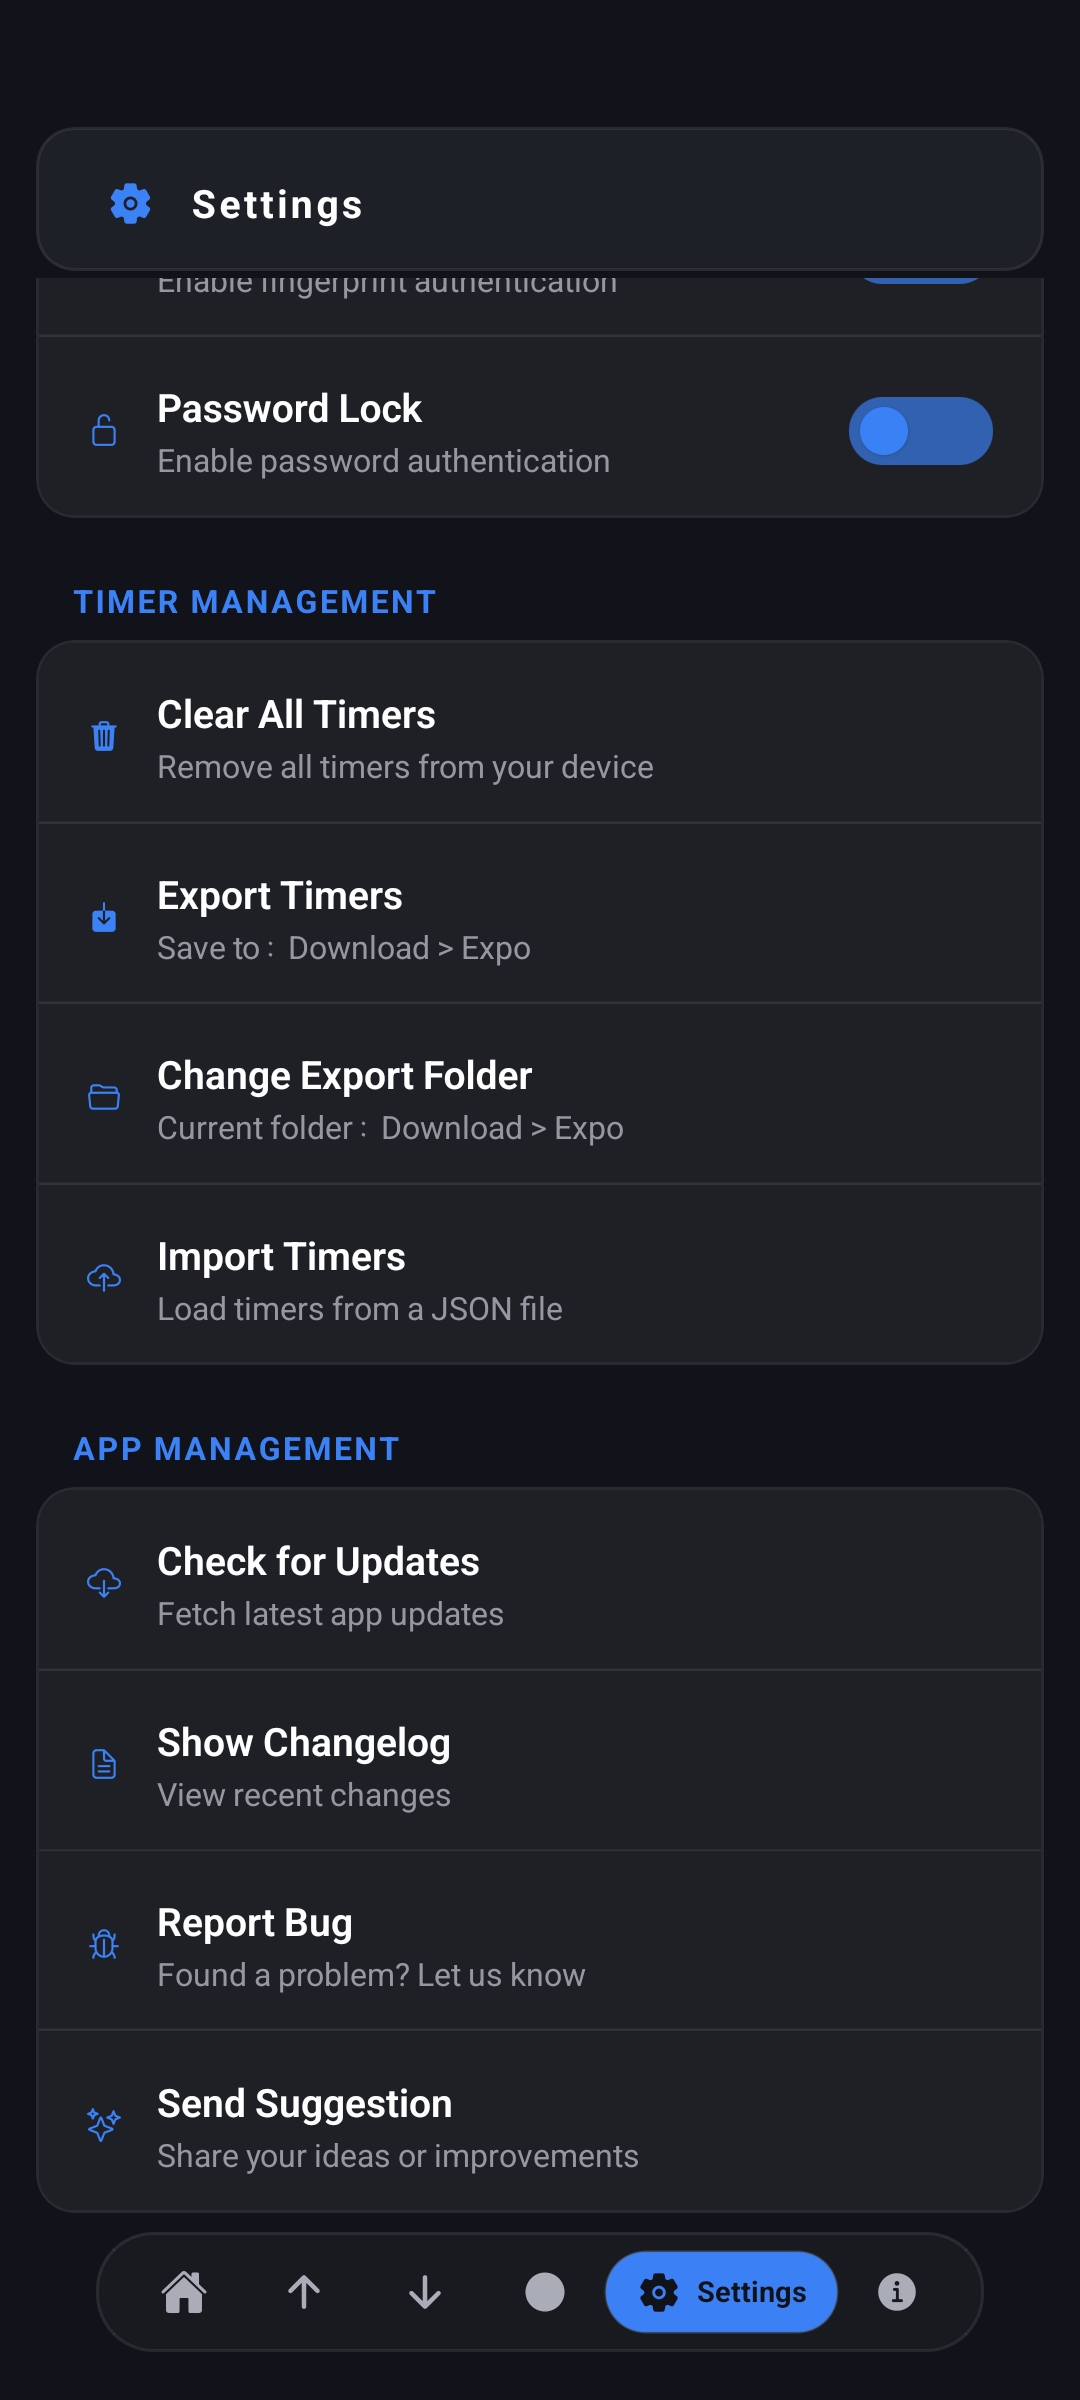 Settings
Enable fingerprint authentication
Password Lock
Enable password authentication
TIMER MANAGEMENT
Clear All Timers
Remove all timers from your device
Export Timers
Save to : Download > Expo
Change Export Folder
Current folder : Download > Expo
Import Timers
Load timers from a JSON file
APP MANAGEMENT
Check for Updates
Fetch latest app updates
Show Changelog
View recent changes
Report Bug
Found a problem? Let us know
Send Suggestion
Share your ideas or improvements
Settings